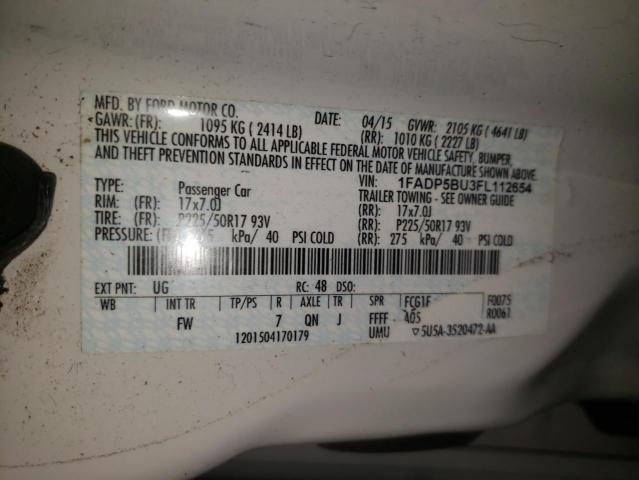 MFD. BY FORD MOTOR CO. DATE: 04/15 GVWR: 2105 KG ( 4641 LB)
GAWR: (FR): 1095 KG ( 2414 LB) (RR): 1010 KG ( 2227 LB)
THIS VEHICLE CONFORMS TO ALL APPLICABLE FEDERAL MOTOR VEHICLE SAFETY, BUMPER,
AND THEFT PREVENTION STANDARDS IN EFFECT ON THE DATE OF MANUFACTURE SHOWN ABOVE.
VIN: 1FADP5BU3FL112654
TYPE: Passenger Car TRAILER TOWING - SEE OWNER GUIDE
RIM: (FR): 17x7.0J (RR): 17x7.0J
TIRE: (FR): P225/50R17 93V (RR): P225/50R17 93V
PRESSURE: kPa/ 40 PSI COLD (RR): 275 kPa/ 40 PSI COLD
EXT PNT: UG RC: 48 DSO:
WB INT TR TP/PS R AXLE TR SPR FCG1F F0075
FW 7 QN J FFFF A05 R0061
1201504170179 UMU ▽5U5A-3520472-AA